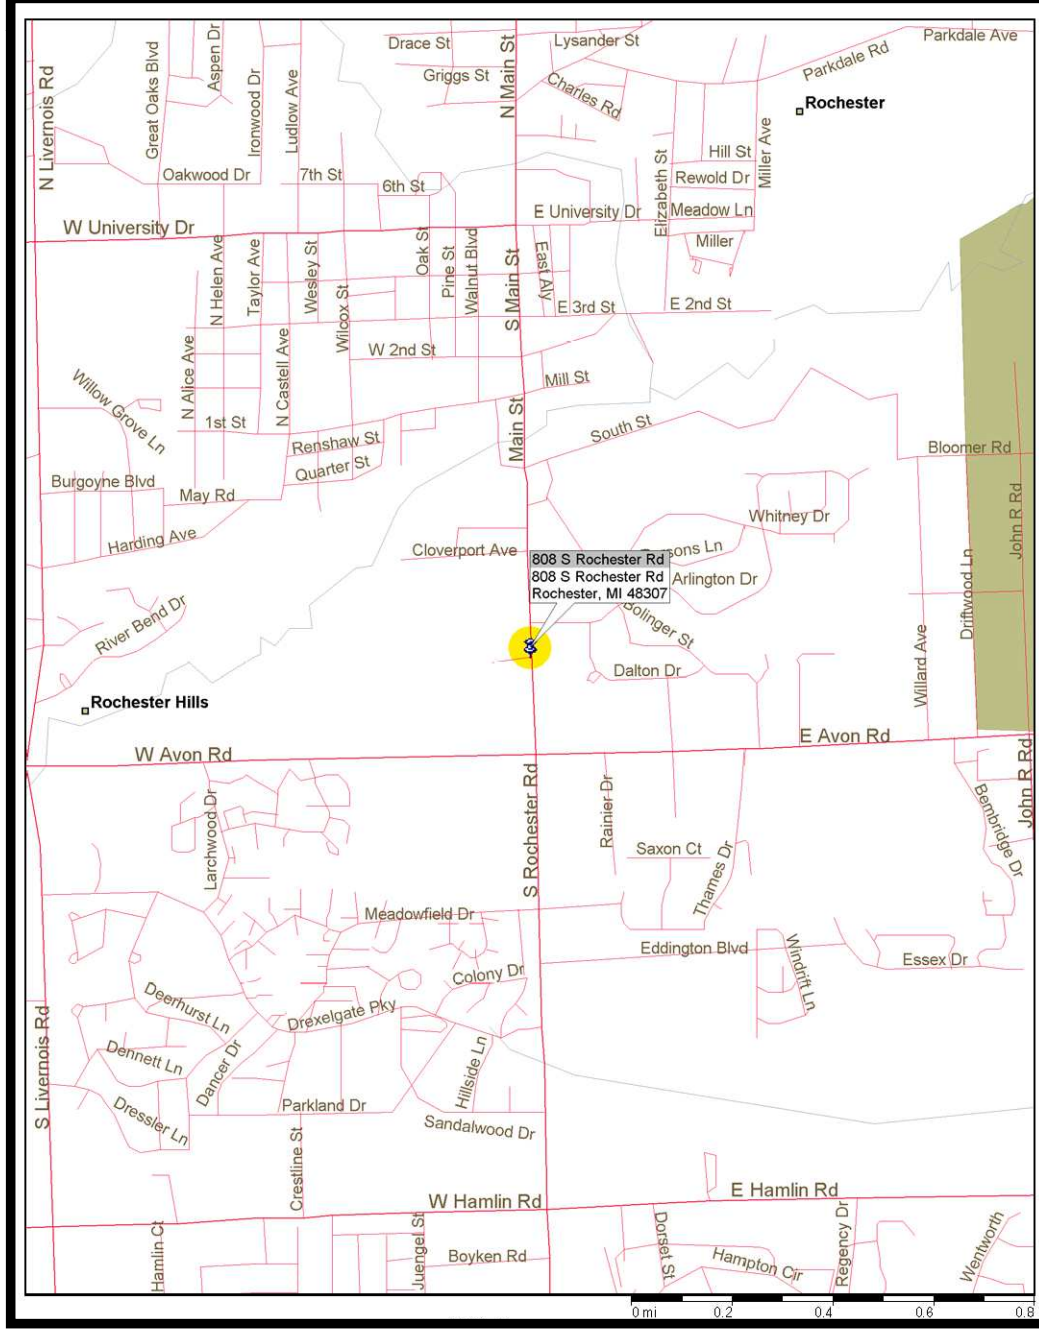 Drace St
N Main St
Lysander St
Parkdale Ave
Parkdale Rd
Griggs St
Charles Rd
Rochester
N Livernois Rd
Great Oaks Blvd
Aspen Dr
Ironwood Dr
Ludlow Ave
Miller Ave
Elizabeth St
Hill St
Oakwood Dr
7th St
6th St
Rewold Dr
Meadow Ln
E University Dr
W University Dr
Miller
N Helen Ave
Taylor Ave
Wesley St
Wilcox St
Oak St
Pine St
Walnut Blvd
S Main St
East Aly
E 3rd St
E 2nd St
W 2nd St
N Alice Ave
N Castell Ave
Mill St
Willow Grove Ln
1st St
Main St
South St
Renshaw St
Quarter St
Bloomer Rd
Burgoyne Blvd
May Rd
John R Rd
Whitney Dr
Harding Ave
Cloverport Ave
808 S Rochester Rd
808 S Rochester Rd
Rochester, MI 48307
Arlington Dr
Driftwood Ln
River Bend Dr
Bolinger St
Willard Ave
Dalton Dr
Rochester Hills
E Avon Rd
W Avon Rd
John R Rd
S Rochester Rd
Larchwood Dr
Rainier Dr
Bembridge Dr
Saxon Ct
Thames Dr
Meadowfield Dr
Eddington Blvd
Windrift Ln
Essex Dr
Colony Dr
Deerhurst Ln
Drexelgate Pky
S Livernois Rd
Dennett Ln
Dancer Dr
Hillside Ln
Dressler Ln
Parkland Dr
Sandalwood Dr
Crestline St
W Hamlin Rd
E Hamlin Rd
Hamlin Ct
Juengel St
Boyken Rd
Dorset St
Hampton Cir
Regency Dr
Wentworth
0 mi 0.2 0.4 0.6 0.8